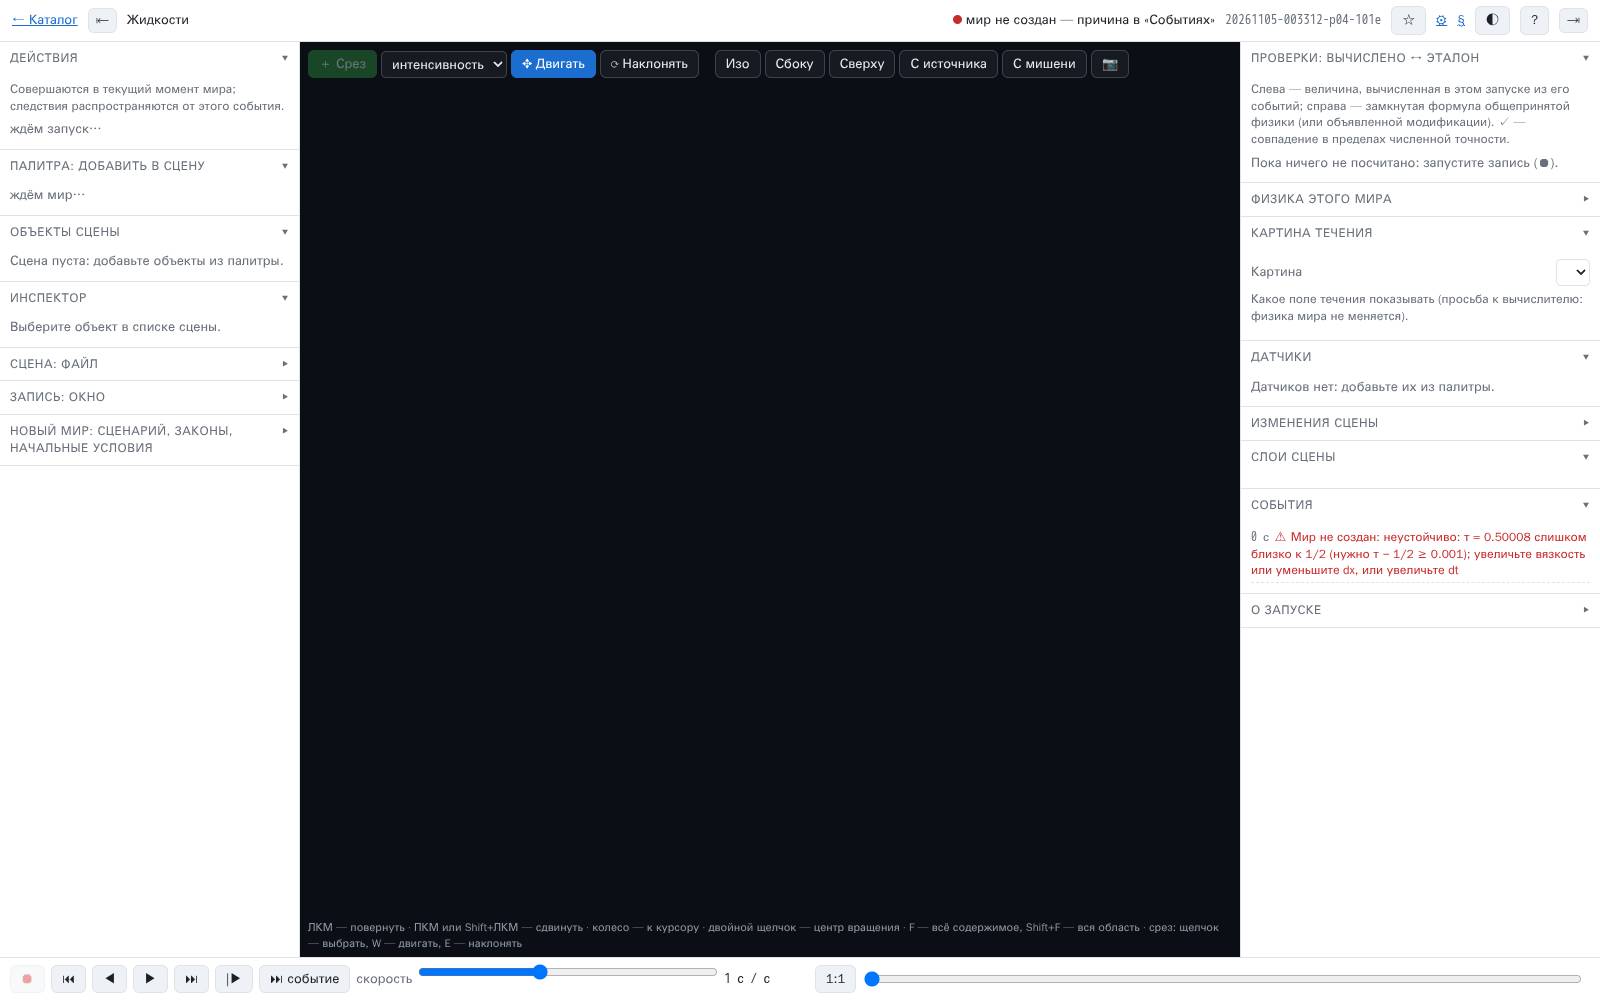 ← Каталог ⇤ Жидкости
мир не создан — причина в «Событиях» 20261105-003312-p04-101e ☆ ⚙ § ◐ ? ⇥
ДЕЙСТВИЯ
Совершаются в текущий момент мира;
следствия распространяются от этого события.
ждём запуск…
ПАЛИТРА: ДОБАВИТЬ В СЦЕНУ
ждём мир…
ОБЪЕКТЫ СЦЕНЫ
Сцена пуста: добавьте объекты из палитры.
ИНСПЕКТОР
Выберите объект в списке сцены.
СЦЕНА: ФАЙЛ
ЗАПИСЬ: ОКНО
НОВЫЙ МИР: СЦЕНАРИЙ, ЗАКОНЫ,
НАЧАЛЬНЫЕ УСЛОВИЯ
+ Срез интенсивность ✥ Двигать ⟳ Наклонять Изо Сбоку Сверху С источника С мишени 📷
ЛКМ — повернуть · ПКМ или Shift+ЛКМ — сдвинуть · колесо — к курсору · двойной щелчок — центр вращения · F — всё содержимое, Shift+F — вся область · срез: щелчок
— выбрать, W — двигать, E — наклонять
ПРОВЕРКИ: ВЫЧИСЛЕНО ↔ ЭТАЛОН
Слева — величина, вычисленная в этом запуске из его
событий; справа — замкнутая формула общепринятой
физики (или объявленной модификации). ✓ —
совпадение в пределах численной точности.
Пока ничего не посчитано: запустите запись (⏺).
ФИЗИКА ЭТОГО МИРА
КАРТИНА ТЕЧЕНИЯ
Картина
Какое поле течения показывать (просьба к вычислителю:
физика мира не меняется).
ДАТЧИКИ
Датчиков нет: добавьте их из палитры.
ИЗМЕНЕНИЯ СЦЕНЫ
СЛОИ СЦЕНЫ
СОБЫТИЯ
0 с ⚠ Мир не создан: неустойчиво: τ = 0.50008 слишком
близко к 1/2 (нужно τ − 1/2 ≥ 0.001); увеличьте вязкость
или уменьшите dx, или увеличьте dt
О ЗАПУСКЕ
⏺ ⏮ ◀ ▶ ⏭ |▶ ⏭ событие скорость 1 с / с 1:1